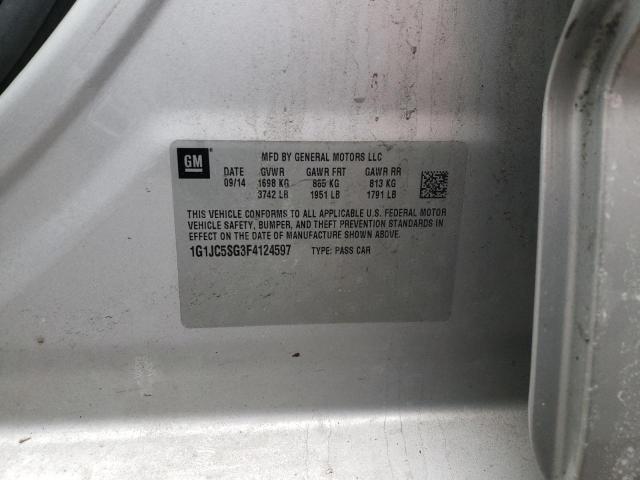 GM
MFD BY GENERAL MOTORS LLC
DATE GVWR GAWR FRT GAWR RR
09/14 1698 KG 885 KG 813 KG
3742 LB 1951 LB 1791 LB
THIS VEHICLE CONFORMS TO ALL APPLICABLE U.S. FEDERAL MOTOR
VEHICLE SAFETY, BUMPER, AND THEFT PREVENTION STANDARDS IN
EFFECT ON THE DATE OF MANUFACTURE SHOWN ABOVE.
1G1JC5SG3F4124597 TYPE: PASS CAR